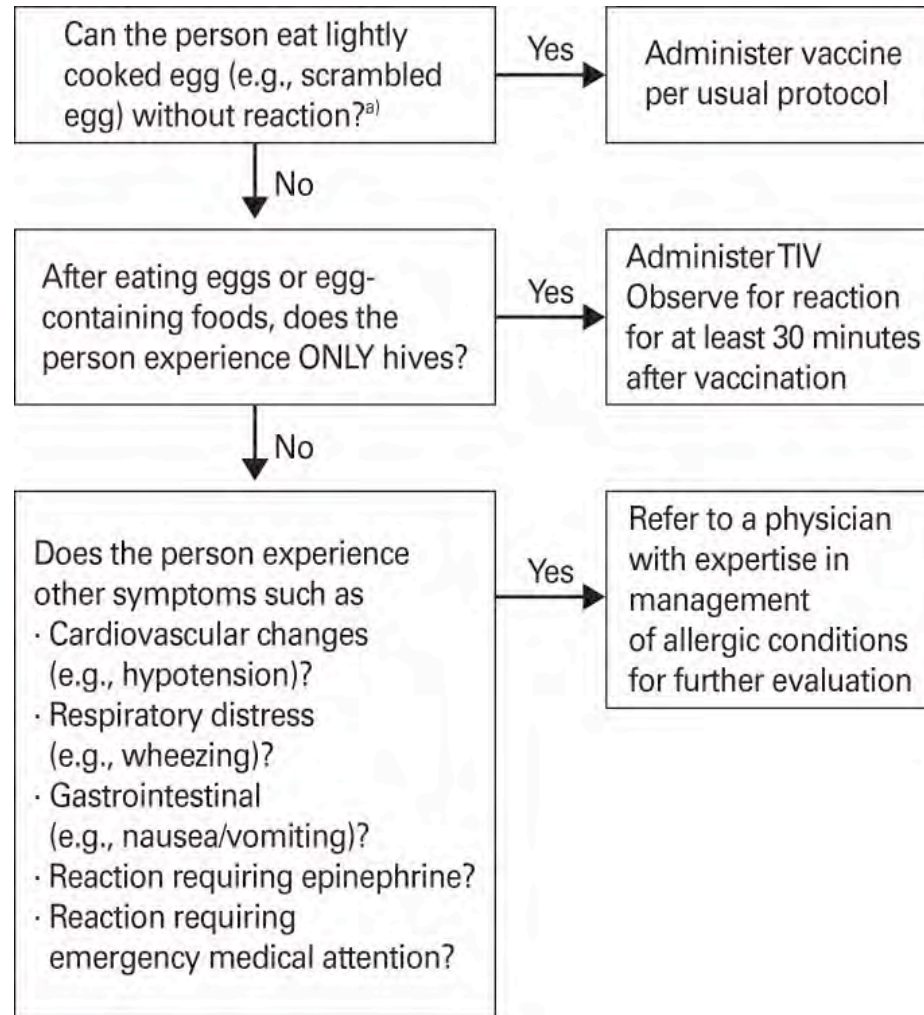 Can the person eat lightly
cooked egg (e.g., scrambled
egg) without reaction?a)
Yes
Administer vaccine
per usual protocol
No
After eating eggs or egg-
containing foods, does the
person experience ONLY hives?
Yes
Administer TIV
Observe for reaction
for at least 30 minutes
after vaccination
No
Does the person experience
other symptoms such as
· Cardiovascular changes
(e.g., hypotension)?
· Respiratory distress
(e.g., wheezing)?
· Gastrointestinal
(e.g., nausea/vomiting)?
· Reaction requiring epinephrine?
· Reaction requiring
emergency medical attention?
Yes
Refer to a physician
with expertise in
management
of allergic conditions
for further evaluation